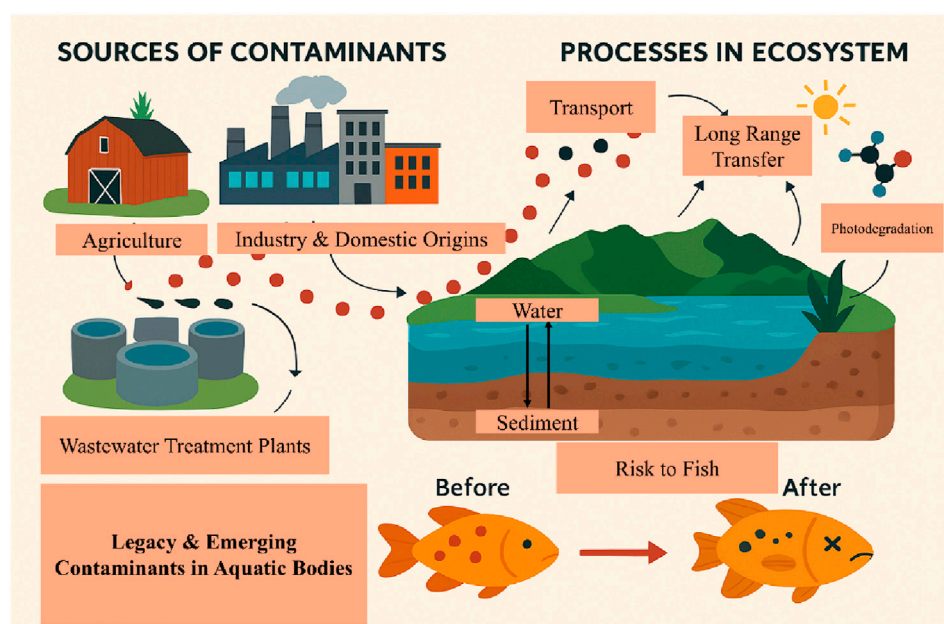 SOURCES OF CONTAMINANTS
PROCESSES IN ECOSYSTEM
Transport
Long Range
Transfer
Agriculture
Industry & Domestic Origins
Photodegradation
Water
Sediment
Wastewater Treatment Plants
Risk to Fish
Before
After
Legacy & Emerging
Contaminants in Aquatic Bodies